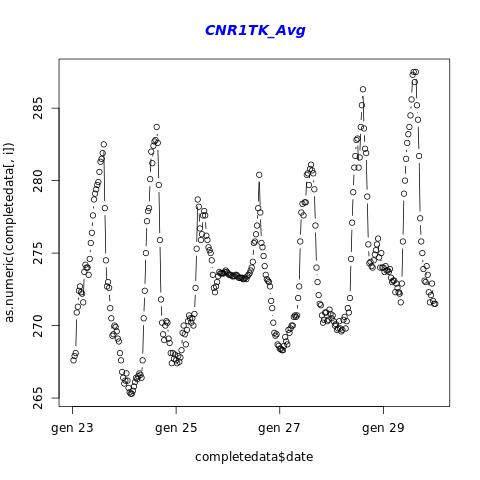 CNR1TK_Avg
as.numeric(completedata[, i])
285
280
275
270
265
gen 23
gen 25
gen 27
gen 29
completedata$date